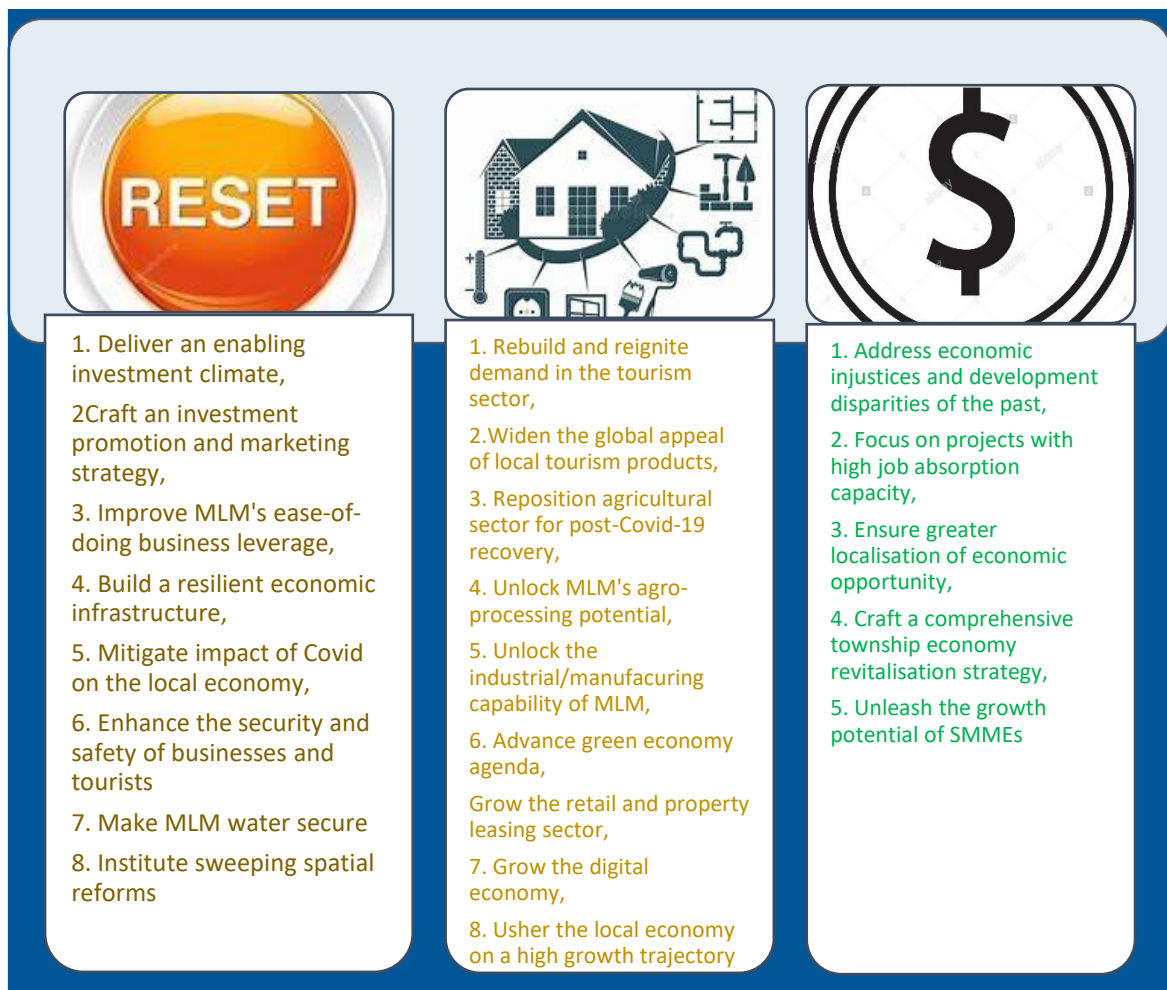 RESET
1. Deliver an enabling
investment climate,
2Craft an investment
promotion and marketing
strategy,
3. Improve MLM's ease-of-
doing business leverage,
4. Build a resilient economic
infrastructure,
5. Mitigate impact of Covid
on the local economy,
6. Enhance the security and
safety of businesses and
tourists
7. Make MLM water secure
8. Institute sweeping spatial
reforms
1. Rebuild and reignite
demand in the tourism
sector,
2.Widen the global appeal
of local tourism products,
3. Reposition agricultural
sector for post-Covid-19
recovery,
4. Unlock MLM's agro-
processing potential,
5. Unlock the
industrial/manufacuring
capability of MLM,
6. Advance green economy
agenda,
Grow the retail and property
leasing sector,
7. Grow the digital
economy,
8. Usher the local economy
on a high growth trajectory
$
1. Address economic
injustices and development
disparities of the past,
2. Focus on projects with
high job absorption
capacity,
3. Ensure greater
localisation of economic
opportunity,
4. Craft a comprehensive
township economy
revitalisation strategy,
5. Unleash the growth
potential of SMMEs